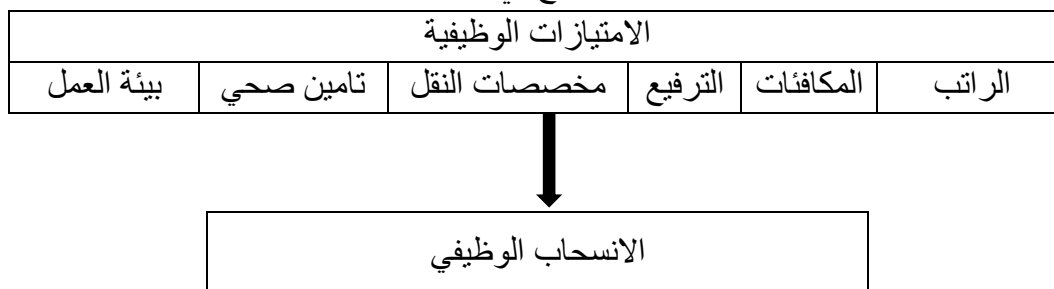 الامتيازات الوظيفية
الراتب المكافئات الترفيع مخصصات النقل تامين صحي بيئة العمل
الانسحاب الوظيفي